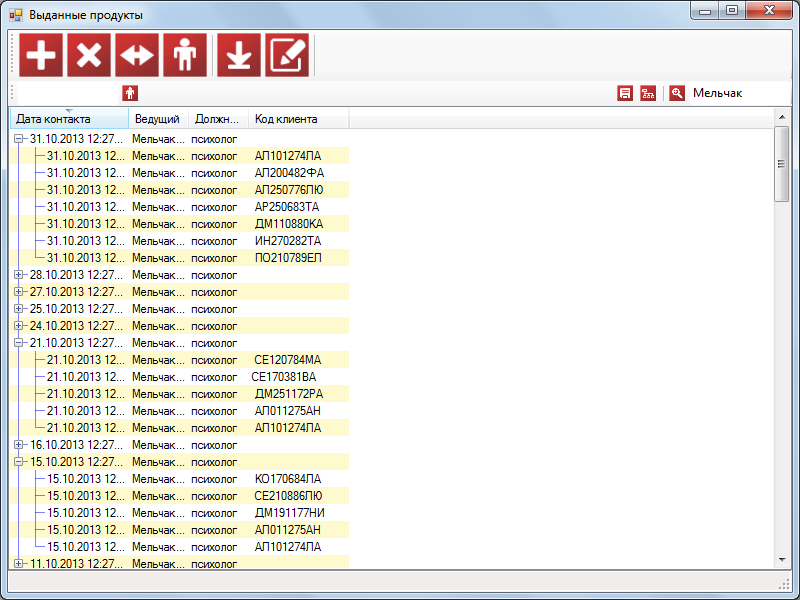 Выданные продукты
Мельчак
Дата контакта Ведущий Должн... Код клиента
31.10.2013 12:27... Мельчак... психолог
31.10.2013 12... Мельчак... психолог АЛ101274ЛА
31.10.2013 12... Мельчак... психолог АЛ200482ФА
31.10.2013 12... Мельчак... психолог АЛ250776ЛЮ
31.10.2013 12... Мельчак... психолог АР250683ТА
31.10.2013 12... Мельчак... психолог ДМ110880КА
31.10.2013 12... Мельчак... психолог ИН270282ТА
31.10.2013 12... Мельчак... психолог ПО210789ЕЛ
28.10.2013 12:27... Мельчак... психолог
27.10.2013 12:27... Мельчак... психолог
25.10.2013 12:27... Мельчак... психолог
24.10.2013 12:27... Мельчак... психолог
21.10.2013 12:27... Мельчак... психолог
21.10.2013 12... Мельчак... психолог СЕ120784МА
21.10.2013 12... Мельчак... психолог СЕ170381ВА
21.10.2013 12... Мельчак... психолог ДМ251172РА
21.10.2013 12... Мельчак... психолог АЛ011275АН
21.10.2013 12... Мельчак... психолог АЛ101274ЛА
16.10.2013 12:27... Мельчак... психолог
15.10.2013 12:27... Мельчак... психолог
15.10.2013 12... Мельчак... психолог КО170684ЛА
15.10.2013 12... Мельчак... психолог СЕ210886ЛЮ
15.10.2013 12... Мельчак... психолог ДМ191177НИ
15.10.2013 12... Мельчак... психолог АЛ011275АН
15.10.2013 12... Мельчак... психолог АЛ101274ЛА
11.10.2013 12:27... Мельчак... психолог